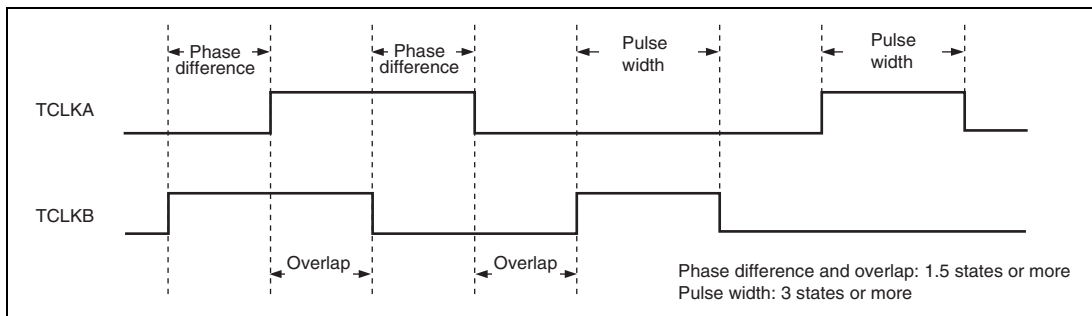 Phase
difference
Phase
difference
Pulse
width
Pulse
width
TCLKA
TCLKB
Overlap
Overlap
Phase difference and overlap: 1.5 states or more
Pulse width: 3 states or more